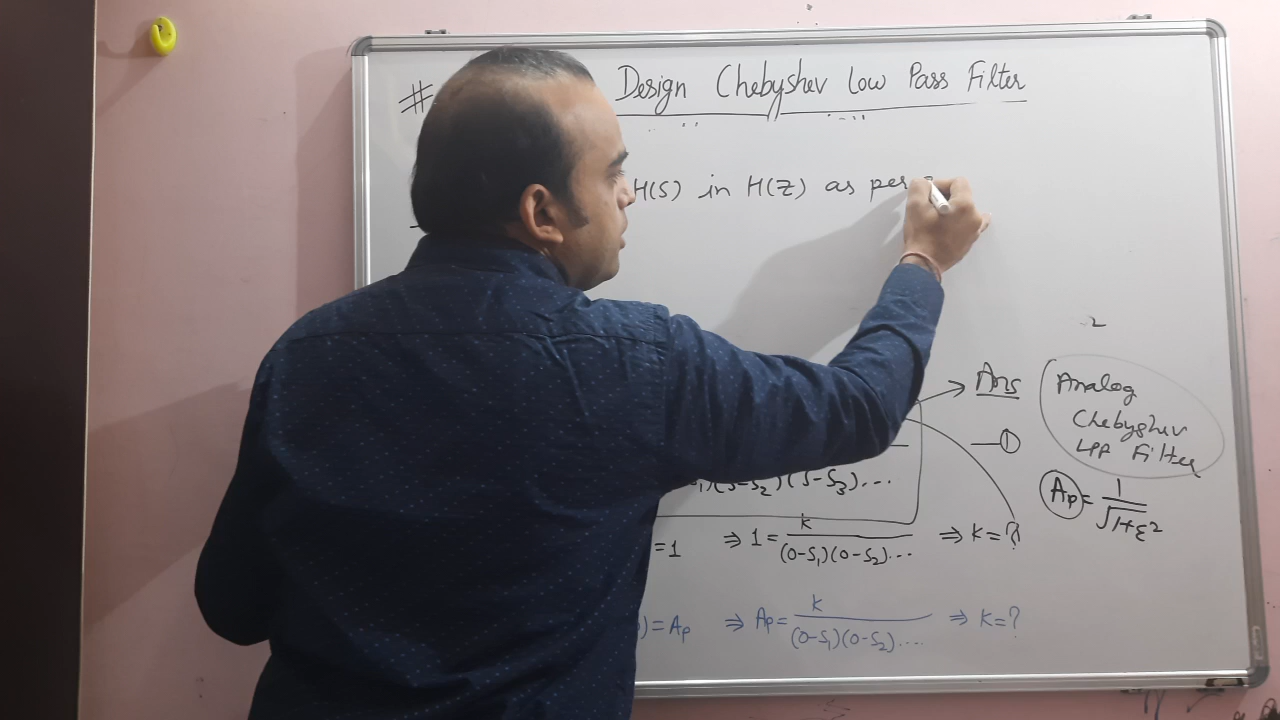 # Design Chebyshev Low Pass Filter
H(S) in H(Z) as per
Ans
Analog
Chebyshev
LPF Filter
—①
)(S-S₂)(S-S₃)...
Ap = 1/√1+ε²
=1 ⇒ 1 = k/(0-S₁)(0-S₂)... ⇒ k=?
)=Ap ⇒ Ap = k/(0-S₁)(0-S₂).... ⇒ k=?